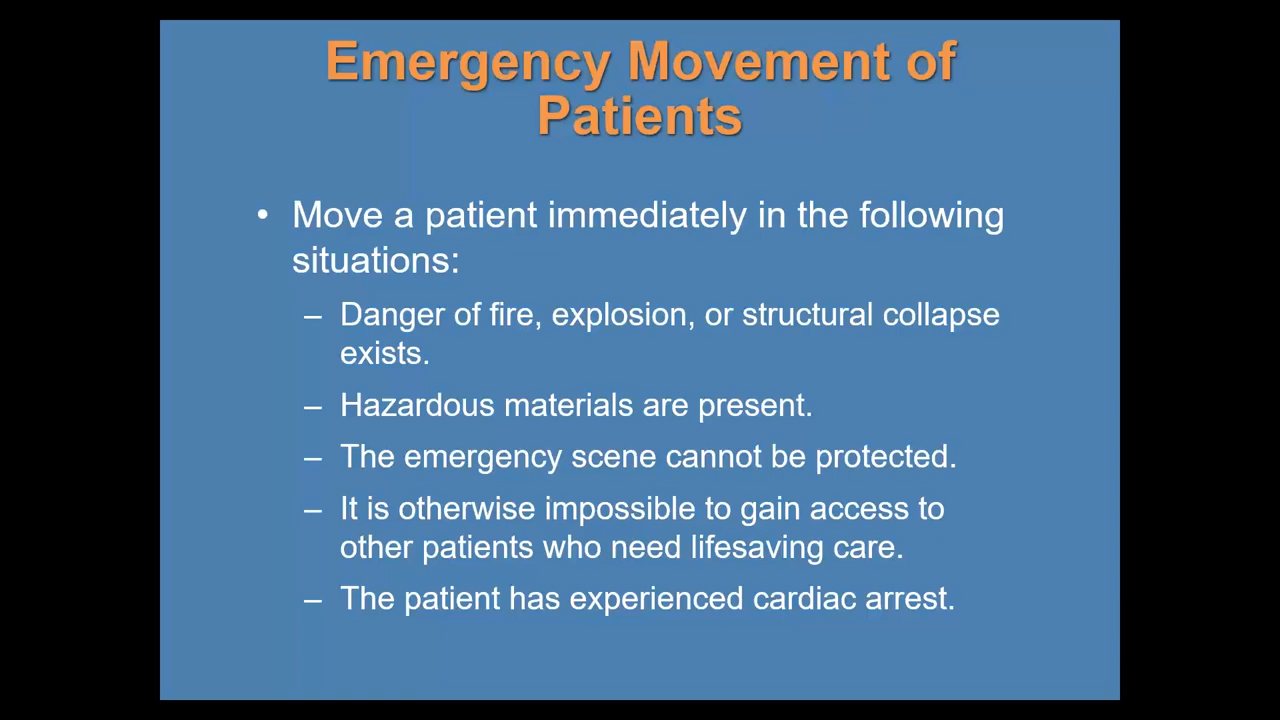 Emergency Movement of
Patients
• Move a patient immediately in the following
situations:
– Danger of fire, explosion, or structural collapse
exists.
– Hazardous materials are present.
– The emergency scene cannot be protected.
– It is otherwise impossible to gain access to
other patients who need lifesaving care.
– The patient has experienced cardiac arrest.